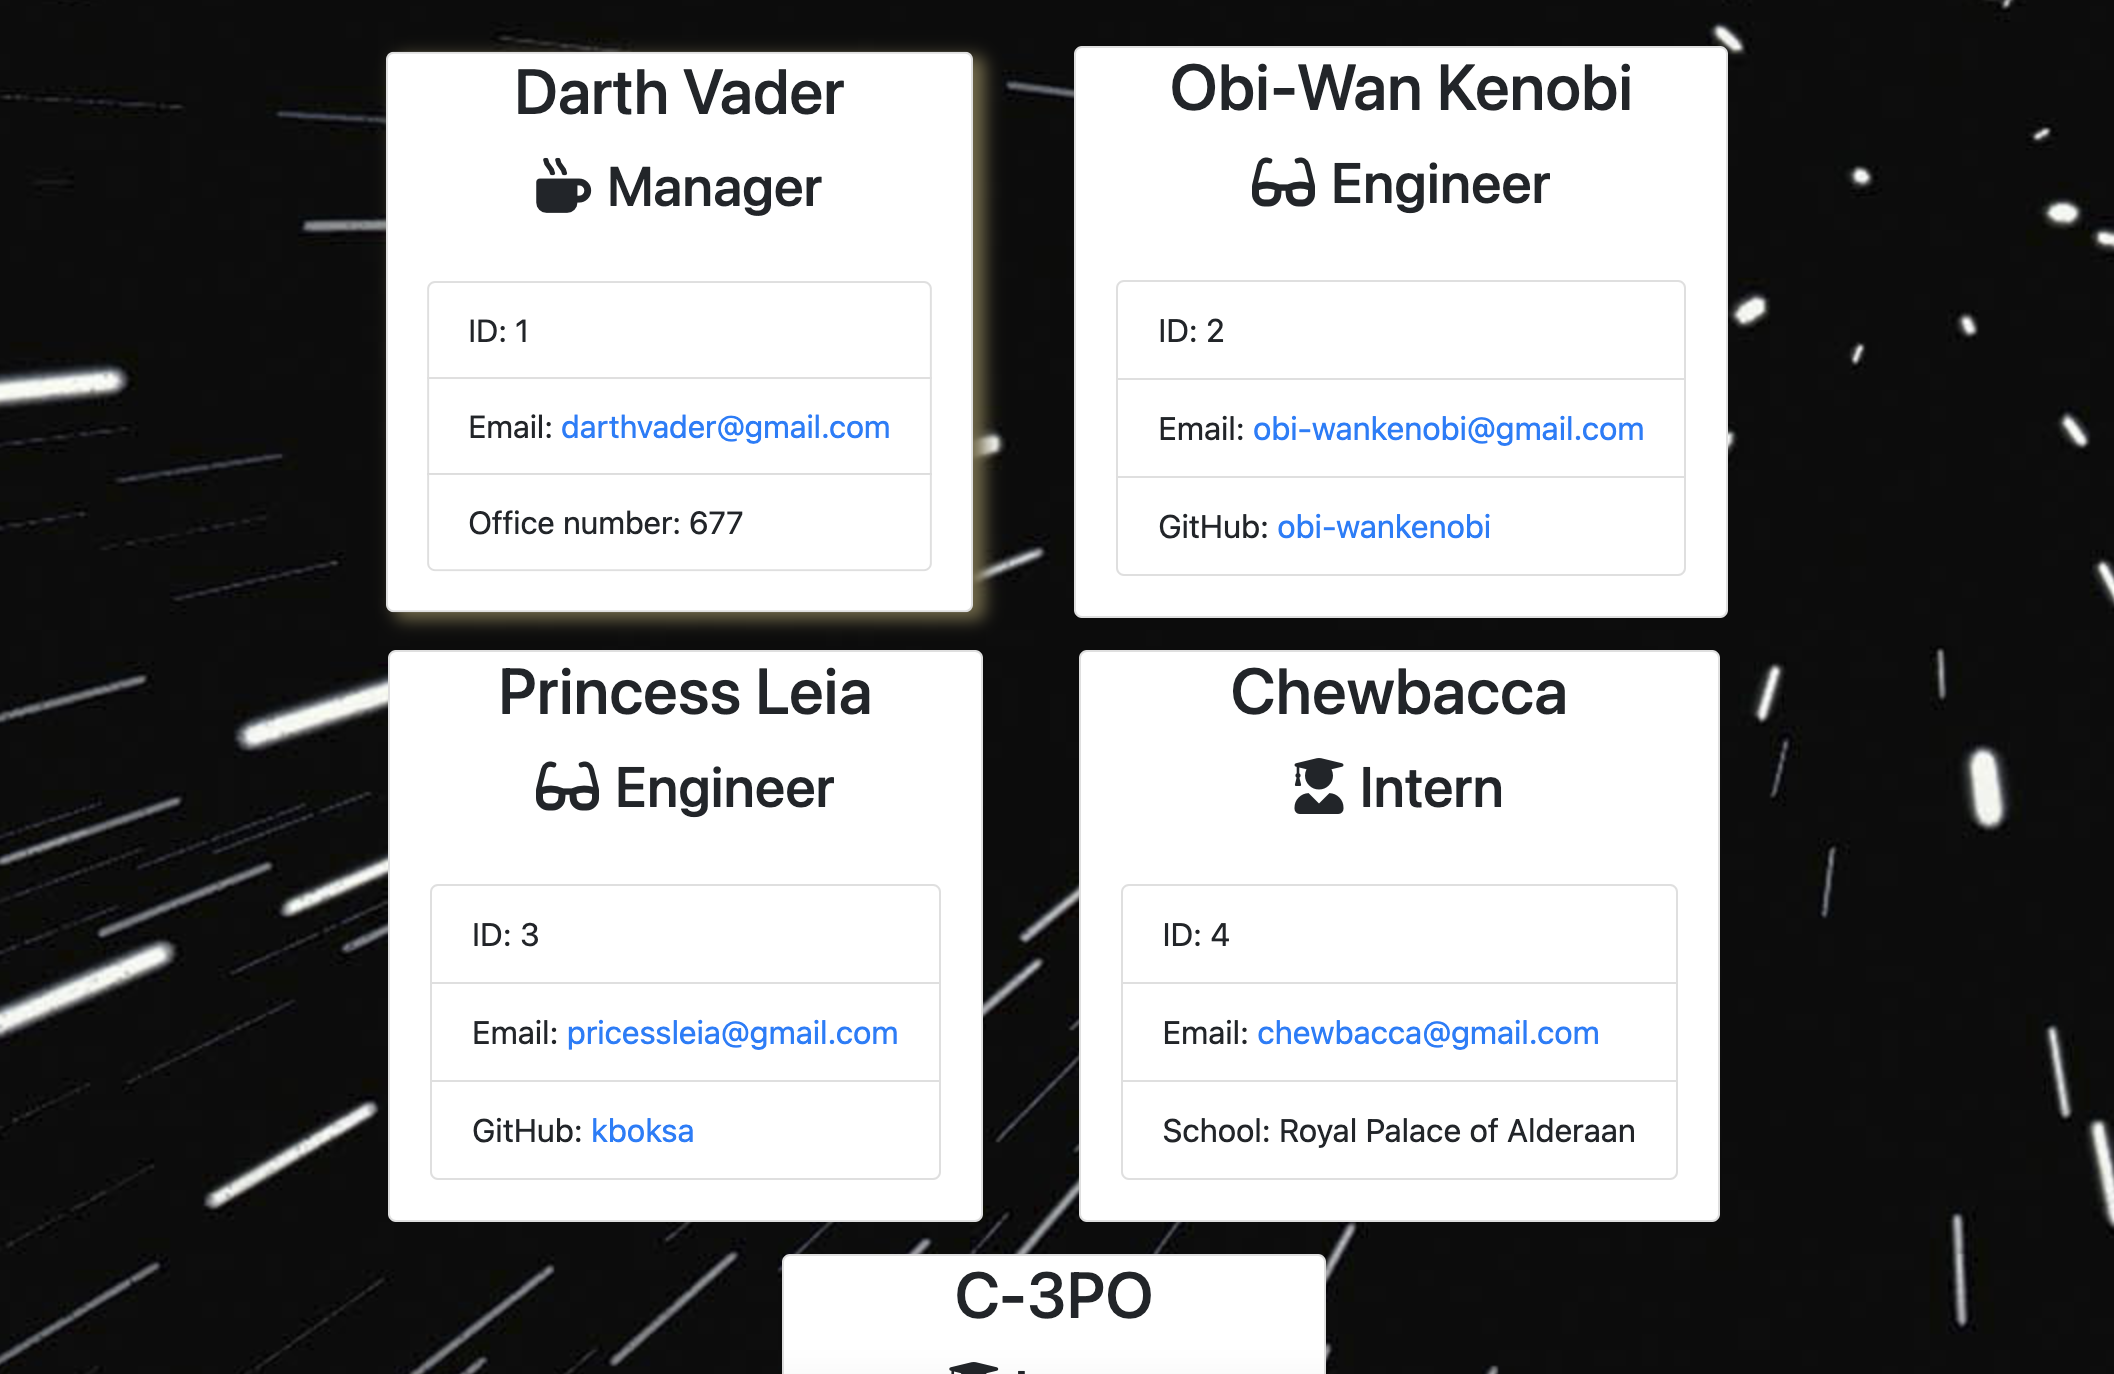 Darth Vader
Manager
ID: 1
Email: darthvader@gmail.com
Office number: 677
Obi-Wan Kenobi
Engineer
ID: 2
Email: obi-wankenobi@gmail.com
GitHub: obi-wankenobi
Princess Leia
Engineer
ID: 3
Email: pricessleia@gmail.com
GitHub: kboksa
Chewbacca
Intern
ID: 4
Email: chewbacca@gmail.com
School: Royal Palace of Alderaan
C-3PO